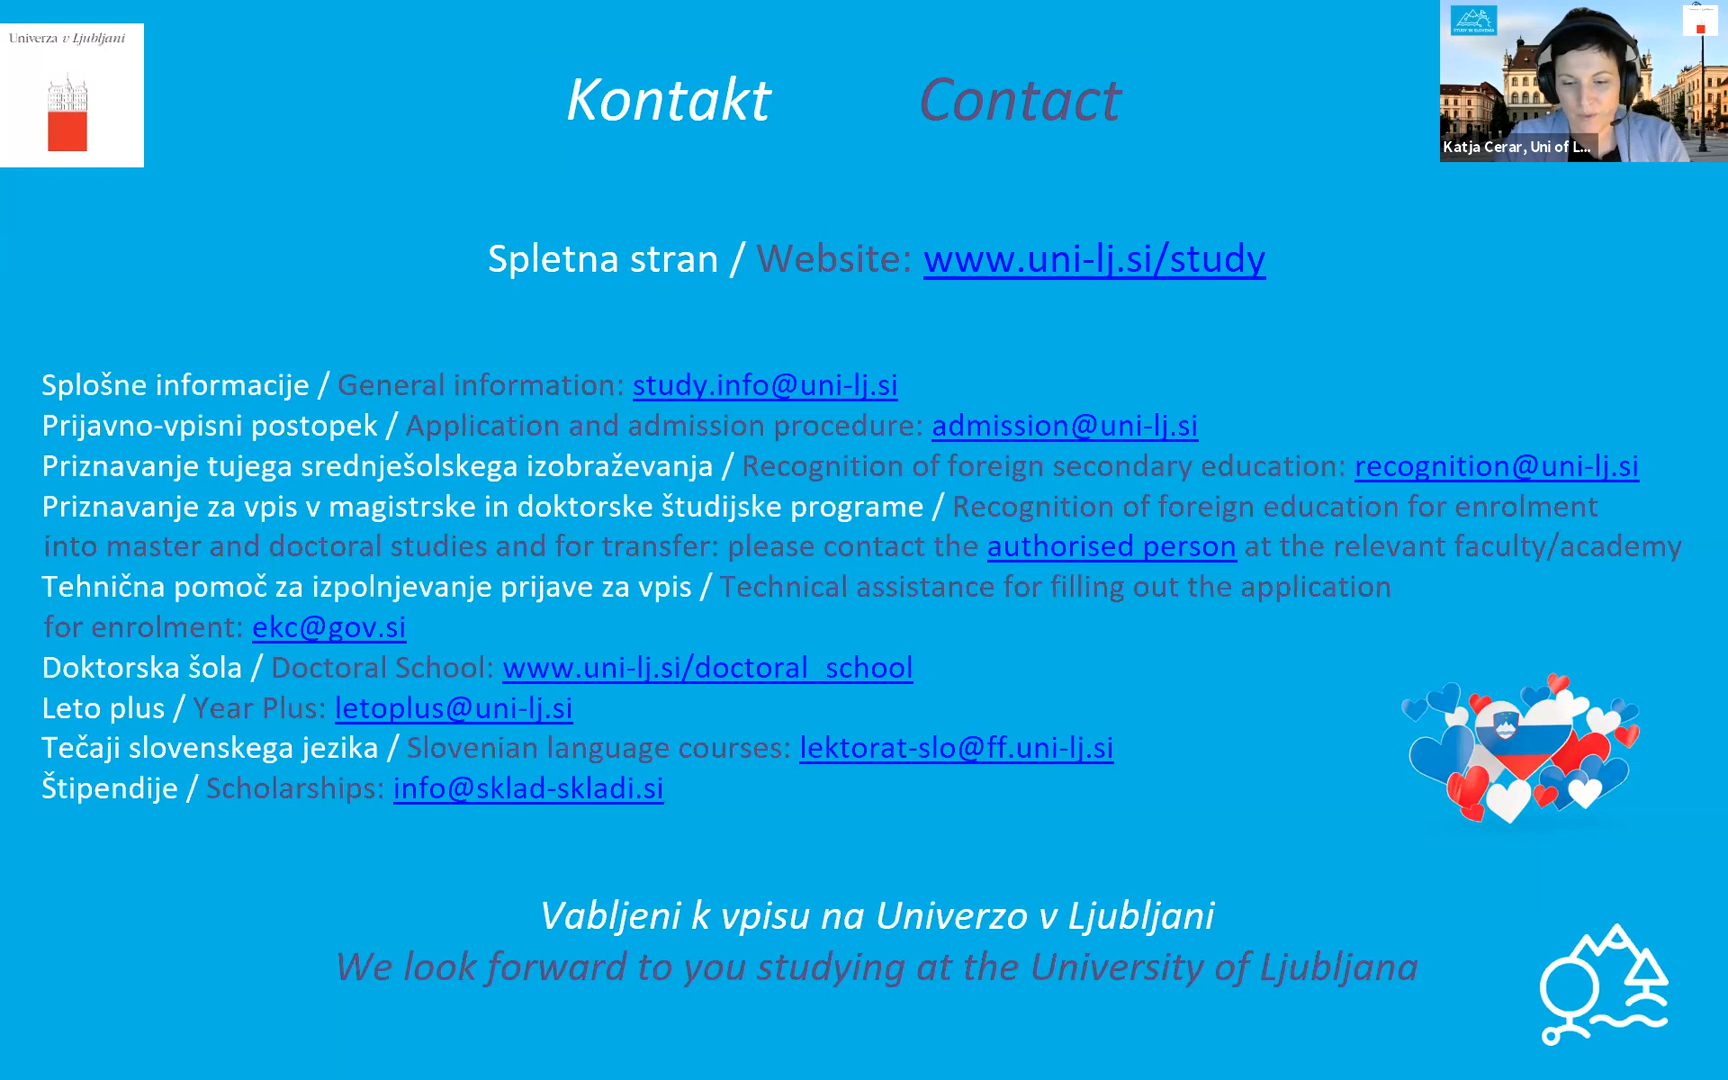 Univerza v Ljubljani
STUDY IN SLOVENIA
Katja Cerar, Uni of L...
Kontakt Contact
Spletna stran / Website: www.uni-lj.si/study
Splošne informacije / General information: study.info@uni-lj.si
Prijavno-vpisni postopek / Application and admission procedure: admission@uni-lj.si
Priznavanje tujega srednješolskega izobraževanja / Recognition of foreign secondary education: recognition@uni-lj.si
Priznavanje za vpis v magistrske in doktorske študijske programe / Recognition of foreign education for enrolment
into master and doctoral studies and for transfer: please contact the authorised person at the relevant faculty/academy
Tehnična pomoč za izpolnjevanje prijave za vpis / Technical assistance for filling out the application
for enrolment: ekc@gov.si
Doktorska šola / Doctoral School: www.uni-lj.si/doctoral_school
Leto plus / Year Plus: letoplus@uni-lj.si
Tečaji slovenskega jezika / Slovenian language courses: lektorat-slo@ff.uni-lj.si
Štipendije / Scholarships: info@sklad-skladi.si
Vabljeni k vpisu na Univerzo v Ljubljani
We look forward to you studying at the University of Ljubljana